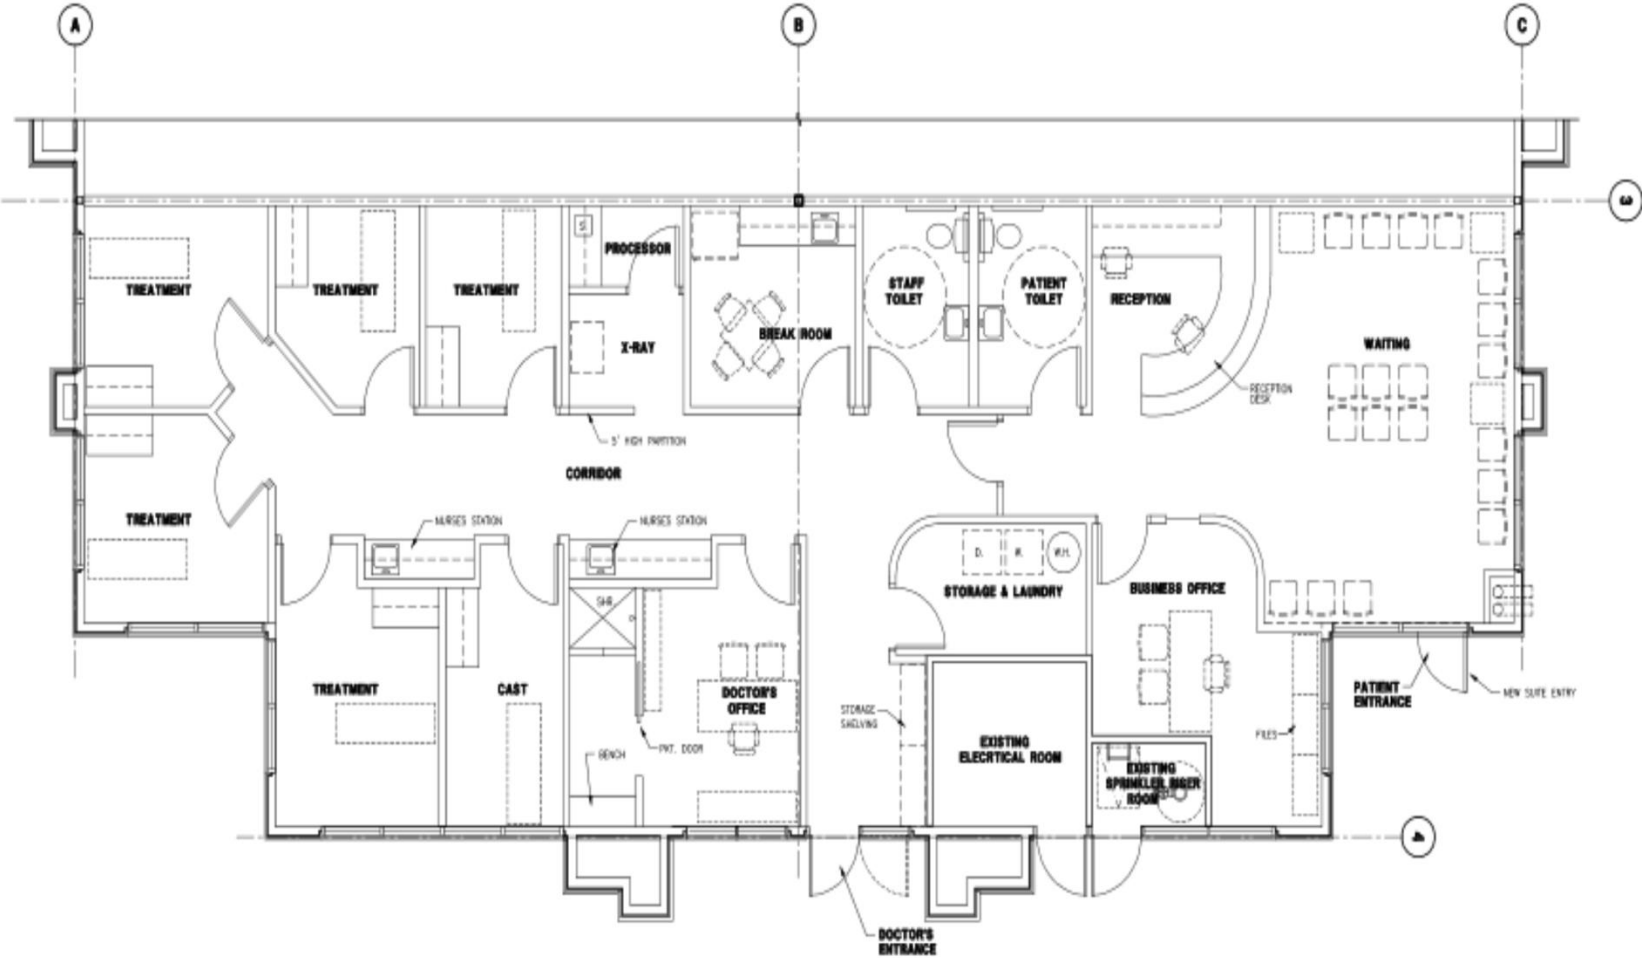 A
B
C
3
PROCESSOR
TREATMENT
TREATMENT
TREATMENT
X-RAY
BREAK ROOM
STAFF
TOILET
PATIENT
TOILET
RECEPTION
WAITING
RECEPTION
DESK
5' HIGH PARTITION
CORRIDOR
TREATMENT
NURSES STATION
NURSES STATION
D.
W.
W.H.
STORAGE & LAUNDRY
BUSINESS OFFICE
SHR.
TREATMENT
CAST
DOCTOR'S
OFFICE
PATIENT
ENTRANCE
NEW SUITE ENTRY
STORAGE
SHELVING
FILES
PKT. DOOR
BENCH
EXISTING
ELECRTICAL ROOM
EXISTING
SPRINKLER RISER
ROOM
4
DOCTOR'S
ENTRANCE